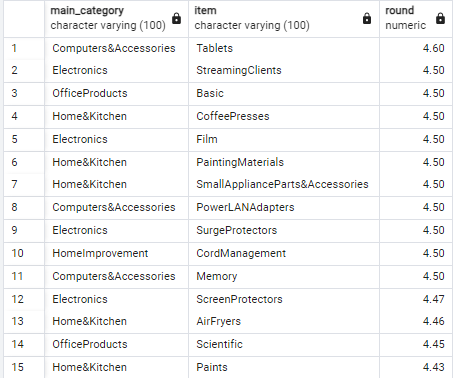 main_category item round
character varying (100) character varying (100) numeric
1 Computers&Accessories Tablets 4.60
2 Electronics StreamingClients 4.50
3 OfficeProducts Basic 4.50
4 Home&Kitchen CoffeePresses 4.50
5 Electronics Film 4.50
6 Home&Kitchen PaintingMaterials 4.50
7 Home&Kitchen SmallApplianceParts&Accessories 4.50
8 Computers&Accessories PowerLANAdapters 4.50
9 Electronics SurgeProtectors 4.50
10 HomeImprovement CordManagement 4.50
11 Computers&Accessories Memory 4.50
12 Electronics ScreenProtectors 4.47
13 Home&Kitchen AirFryers 4.46
14 OfficeProducts Scientific 4.45
15 Home&Kitchen Paints 4.43